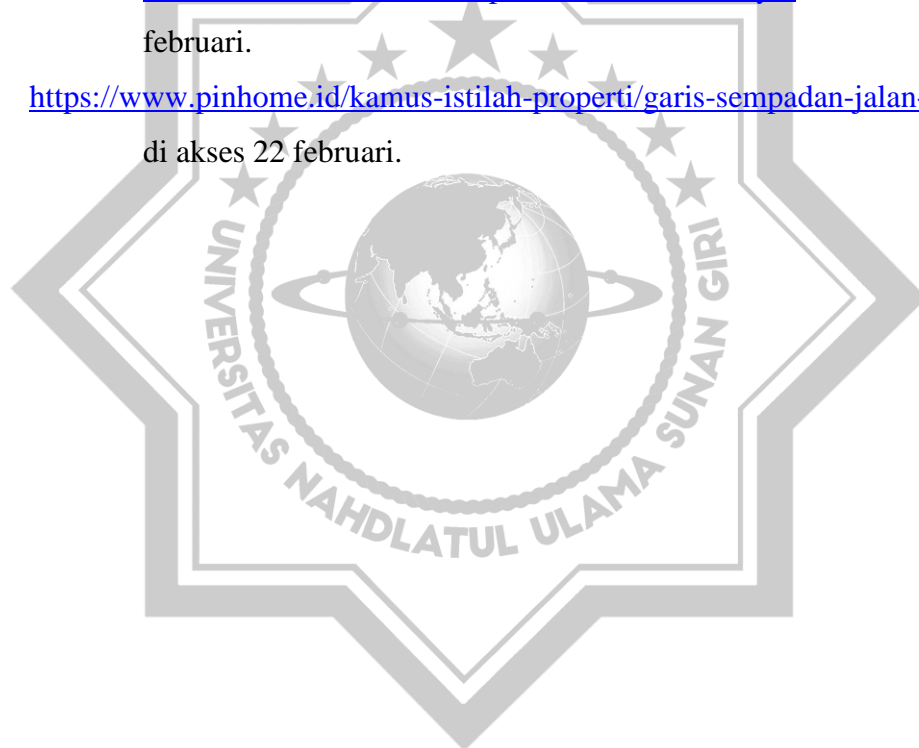 februari.
https://www.pinhome.id/kamus-istilah-properti/garis-sempadan-jalan-
di akses 22 februari.
UNIVERSITAS NAHDLATUL ULAMA SUNAN GIRI